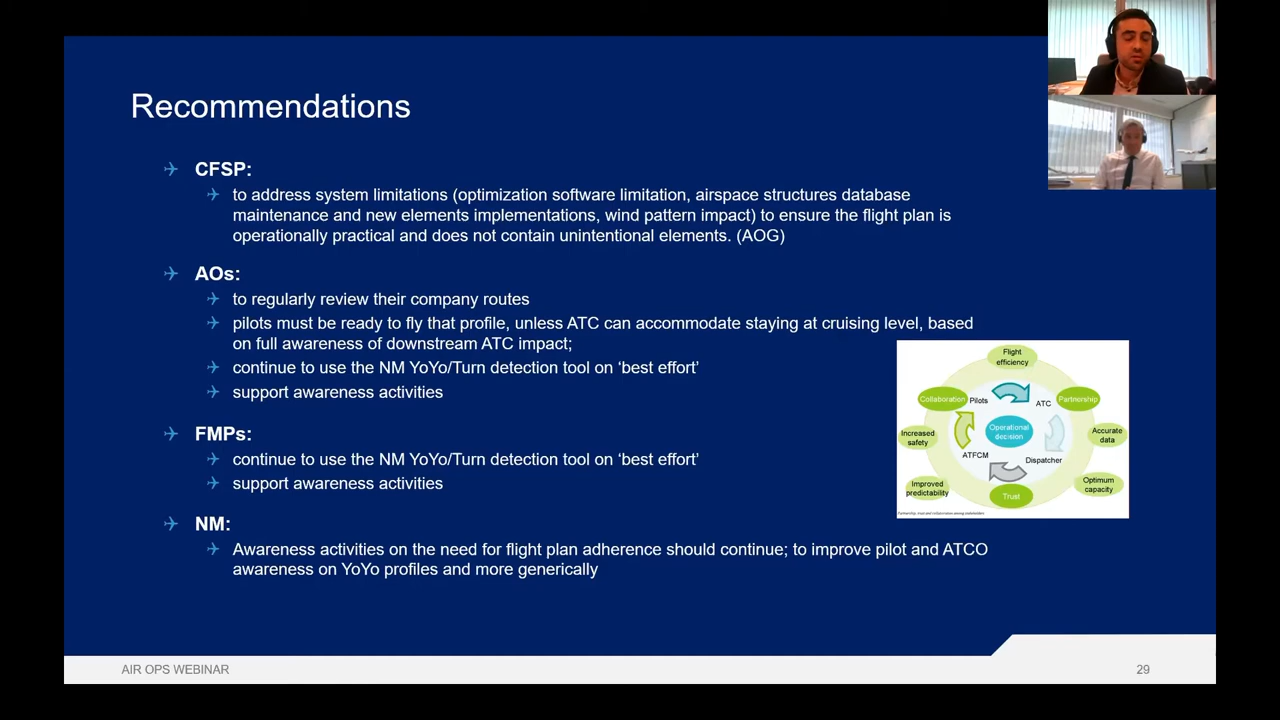 Recommendations
CFSP:
to address system limitations (optimization software limitation, airspace structures database
maintenance and new elements implementations, wind pattern impact) to ensure the flight plan is
operationally practical and does not contain unintentional elements. (AOG)
AOs:
to regularly review their company routes
pilots must be ready to fly that profile, unless ATC can accommodate staying at cruising level, based
on full awareness of downstream ATC impact;
continue to use the NM YoYo/Turn detection tool on ‘best effort’
support awareness activities
FMPs:
continue to use the NM YoYo/Turn detection tool on ‘best effort’
support awareness activities
NM:
Awareness activities on the need for flight plan adherence should continue; to improve pilot and ATCO
awareness on YoYo profiles and more generically
Flight
efficiency
Collaboration
Pilots
ATC
Partnership
Increased
safety
Operational
decision
Accurate
data
ATFCM
Dispatcher
Improved
predictability
Trust
Optimum
capacity
Partnership, trust and collaboration among stakeholders
AIR OPS WEBINAR
29